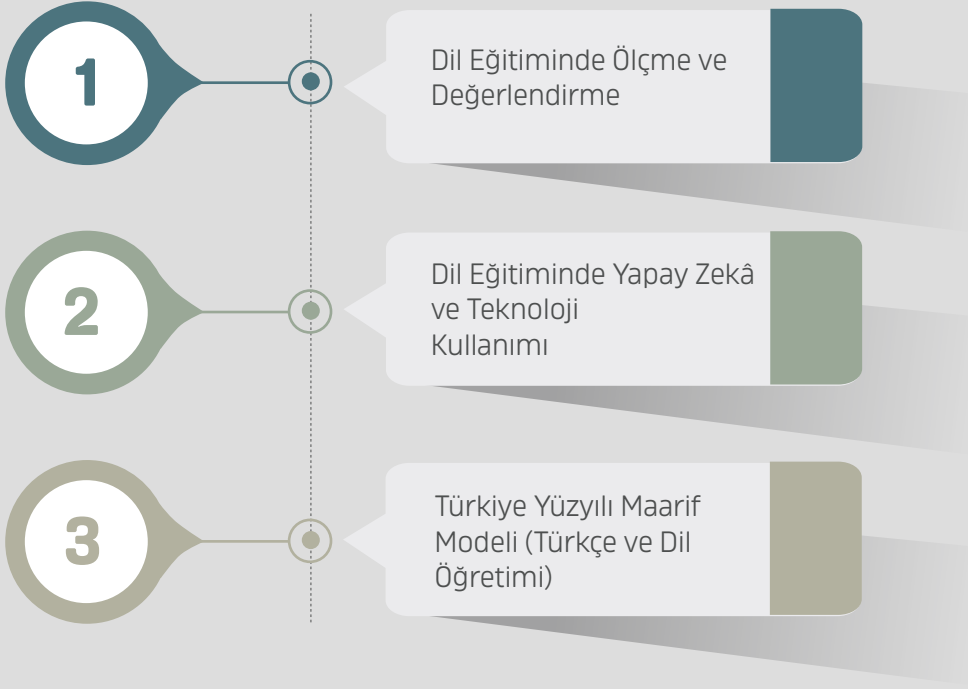 1
Dil Eğitiminde Ölçme ve
Değerlendirme
2
Dil Eğitiminde Yapay Zekâ
ve Teknoloji
Kullanımı
3
Türkiye Yüzyılı Maarif
Modeli (Türkçe ve Dil
Öğretimi)